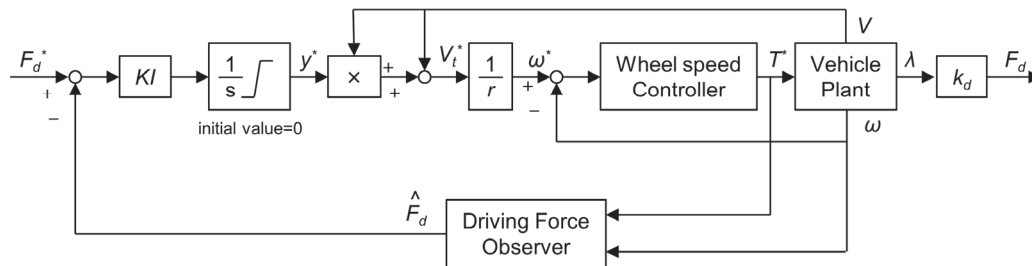 V
F_d^*
+
−
KI
1
s
initial value=0
y^*
×
+
+
V_t^*
1
r
ω^*
+
−
Wheel speed
Controller
T^*
Vehicle
Plant
λ
ω
k_d
F_d
F̂_d
Driving Force
Observer